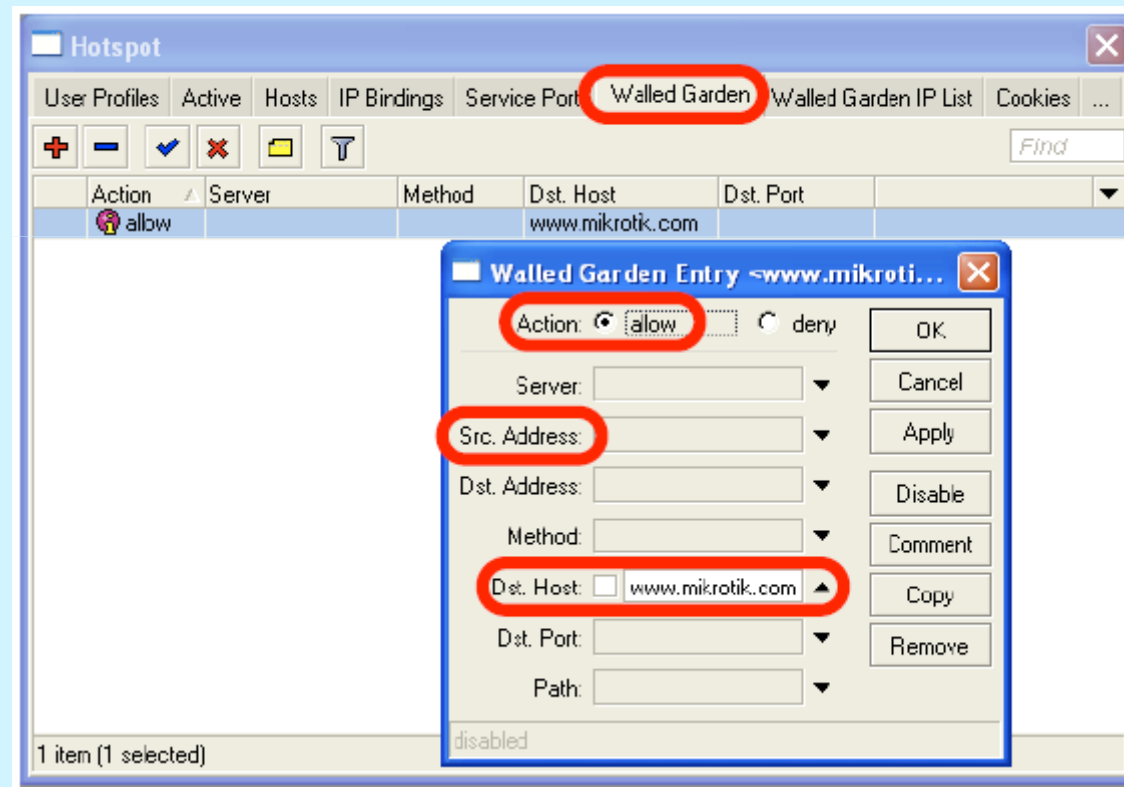 Hotspot
User Profiles Active Hosts IP Bindings Service Port Walled Garden Walled Garden IP List Cookies ...
Find
Action Server Method Dst. Host Dst. Port
allow www.mikrotik.com
Walled Garden Entry <www.mikroti...
Action: allow deny OK
Server: Cancel
Src. Address: Apply
Dst. Address: Disable
Method: Comment
Dst. Host: www.mikrotik.com Copy
Dst. Port: Remove
Path:
disabled
1 item (1 selected)